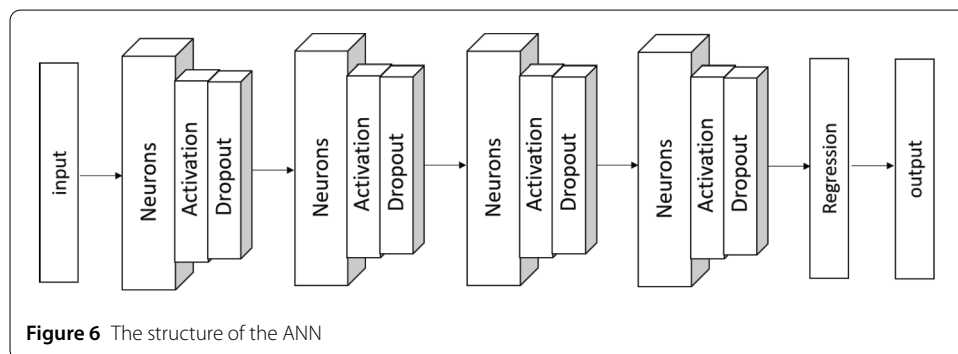 input
Neurons
Activation
Dropout
Neurons
Activation
Dropout
Neurons
Activation
Dropout
Neurons
Activation
Dropout
Regression
output
Figure 6 The structure of the ANN